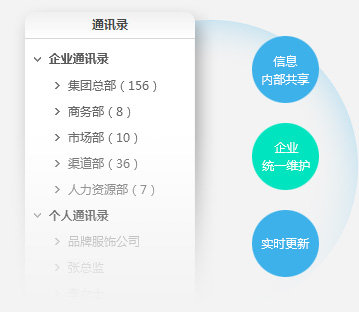 通讯录
企业通讯录
集团总部（156）
商务部（8）
市场部（10）
渠道部（36）
人力资源部（7）
个人通讯录
品牌服饰公司
张总监
信息
内部共享
企业
统一维护
实时更新